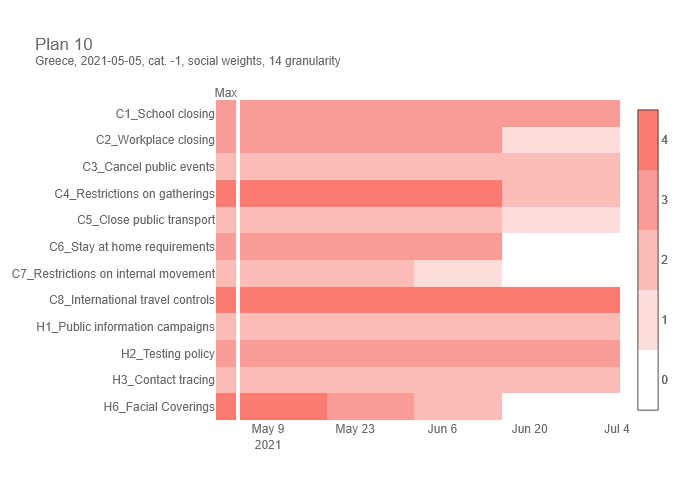 Plan 10
Greece, 2021-05-05, cat. -1, social weights, 14 granularity
Max
C1_School closing
C2_Workplace closing
C3_Cancel public events
C4_Restrictions on gatherings
C5_Close public transport
C6_Stay at home requirements
C7_Restrictions on internal movement
C8_International travel controls
H1_Public information campaigns
H2_Testing policy
H3_Contact tracing
H6_Facial Coverings
May 9 May 23 Jun 6 Jun 20 Jul 4
2021
4
3
2
1
0